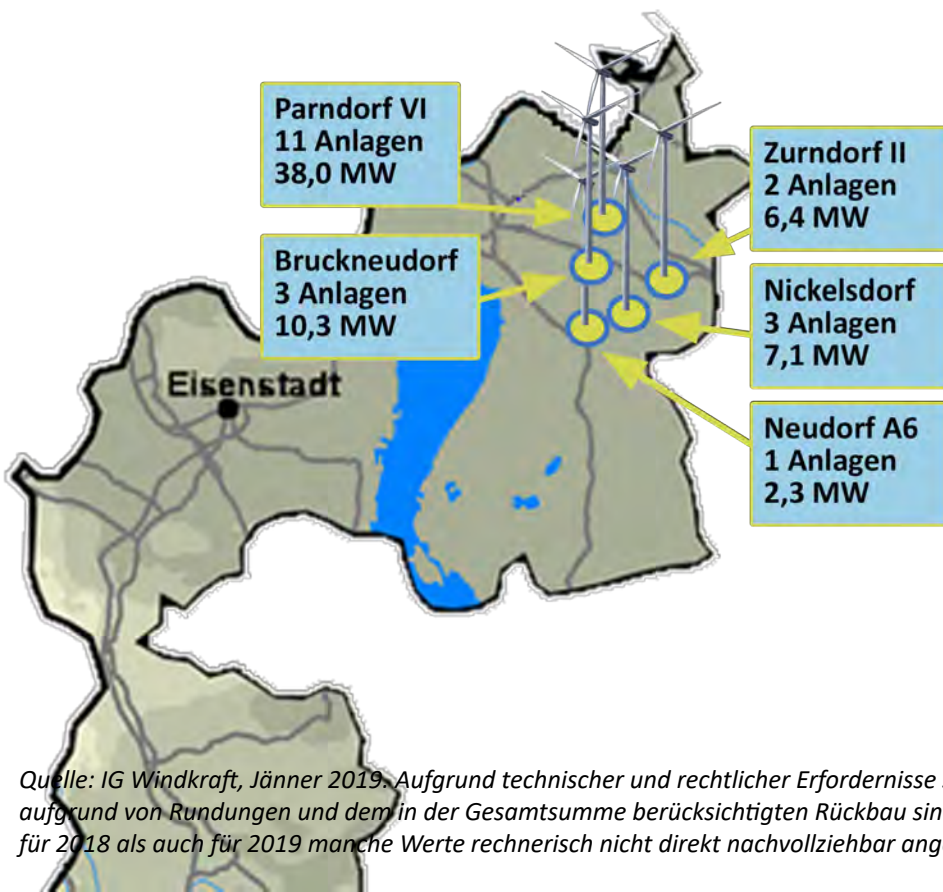 Parndorf VI
11 Anlagen
38,0 MW
Zurndorf II
2 Anlagen
6,4 MW
Bruckneudorf
3 Anlagen
10,3 MW
Nickelsdorf
3 Anlagen
7,1 MW
Eisenstadt
Neudorf A6
1 Anlagen
2,3 MW
Quelle: IG Windkraft, Jänner 2019. Aufgrund technischer und rechtlicher Erfordernisse
aufgrund von Rundungen und dem in der Gesamtsumme berücksichtigten Rückbau sin
für 2018 als auch für 2019 manche Werte rechnerisch nicht direkt nachvollziehbar ang